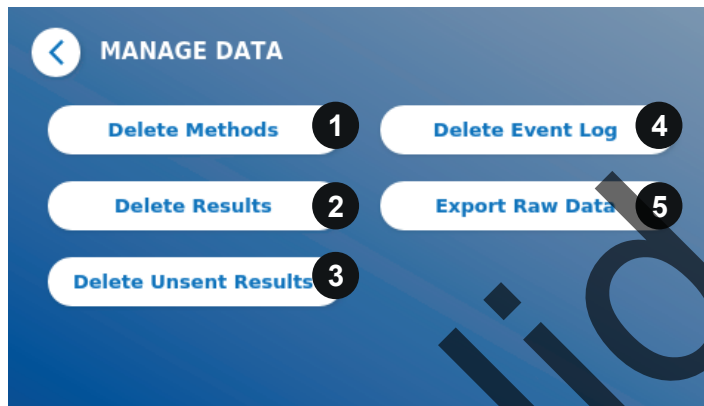 MANAGE DATA
Delete Methods 1
Delete Event Log 4
Delete Results 2
Export Raw Data 5
Delete Unsent Results 3
lid